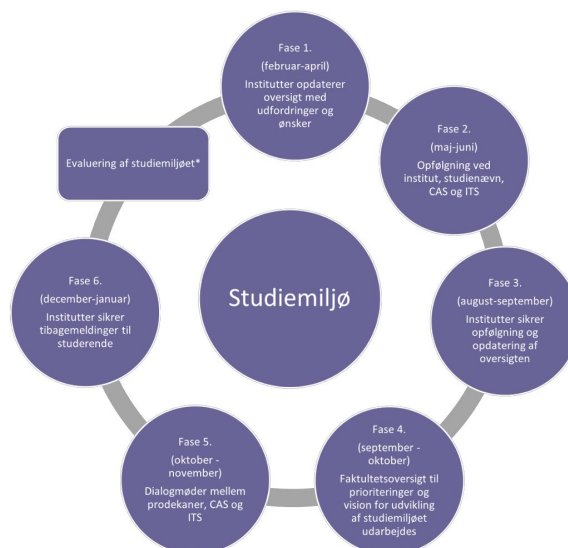 Fase 1.
(februar-april)
Institutter opdaterer
oversigt med
udfordringer og
ønsker
Fase 2.
(maj-juni)
Opfølgning ved
institut, studienævn,
CAS og ITS
Fase 3.
(august-september)
Institutter sikrer
opfølgning og
opdatering af
oversigten
Fase 4.
(september -
oktober)
Faktultetsoversigt til
prioriteringer og
vision for udvikling
af studiemiljøet
udarbejdes
Fase 5.
(oktober -
november)
Dialogmøder mellem
prodekaner, CAS og
ITS
Fase 6.
(december-januar)
Institutter sikrer
tibagemeldinger til
studerende
Evaluering af studiemiljøet*
Studiemiljø